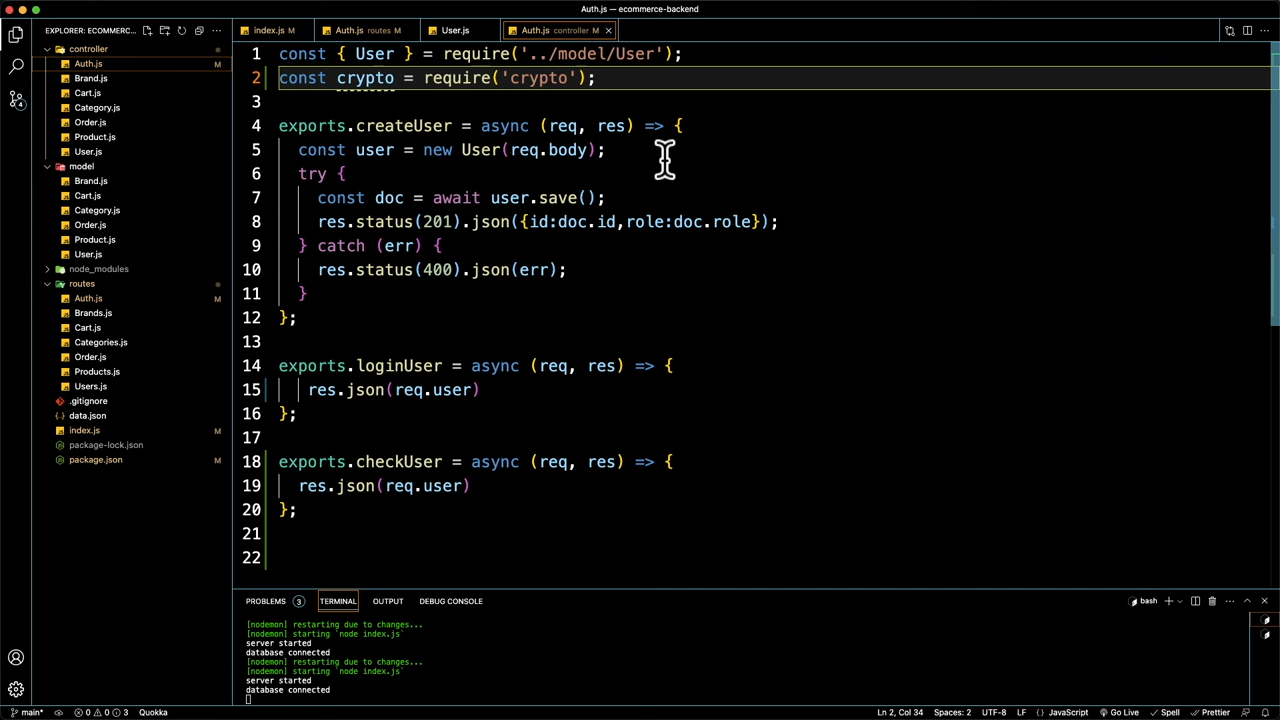 Auth.js — ecommerce-backend
EXPLORER: ECOMMERC...
index.js M
Auth.js routes M
User.js
Auth.js controller M
controller
Auth.js M
Brand.js
Cart.js
Category.js
Order.js
Product.js
User.js
model
Brand.js
Cart.js
Category.js
Order.js
Product.js
User.js
node_modules
routes
Auth.js M
Brands.js
Cart.js
Categories.js
Order.js
Products.js
Users.js
.gitignore
data.json
index.js M
package-lock.json
package.json M
4
1 const { User } = require('../model/User');
2 const crypto = require('crypto');
3
4 exports.createUser = async (req, res) => {
5 const user = new User(req.body);
6 try {
7 const doc = await user.save();
8 res.status(201).json({id:doc.id,role:doc.role});
9 } catch (err) {
10 res.status(400).json(err);
11 }
12 };
13
14 exports.loginUser = async (req, res) => {
15 res.json(req.user)
16 };
17
18 exports.checkUser = async (req, res) => {
19 res.json(req.user)
20 };
21
22
PROBLEMS 3 TERMINAL OUTPUT DEBUG CONSOLE
bash
[nodemon] restarting due to changes...
[nodemon] starting `node index.js`
server started
database connected
[nodemon] restarting due to changes...
[nodemon] starting `node index.js`
server started
database connected
main* 0 0 3 Quokka
Ln 2, Col 34 Spaces: 2 UTF-8 LF {} JavaScript Go Live Spell Prettier